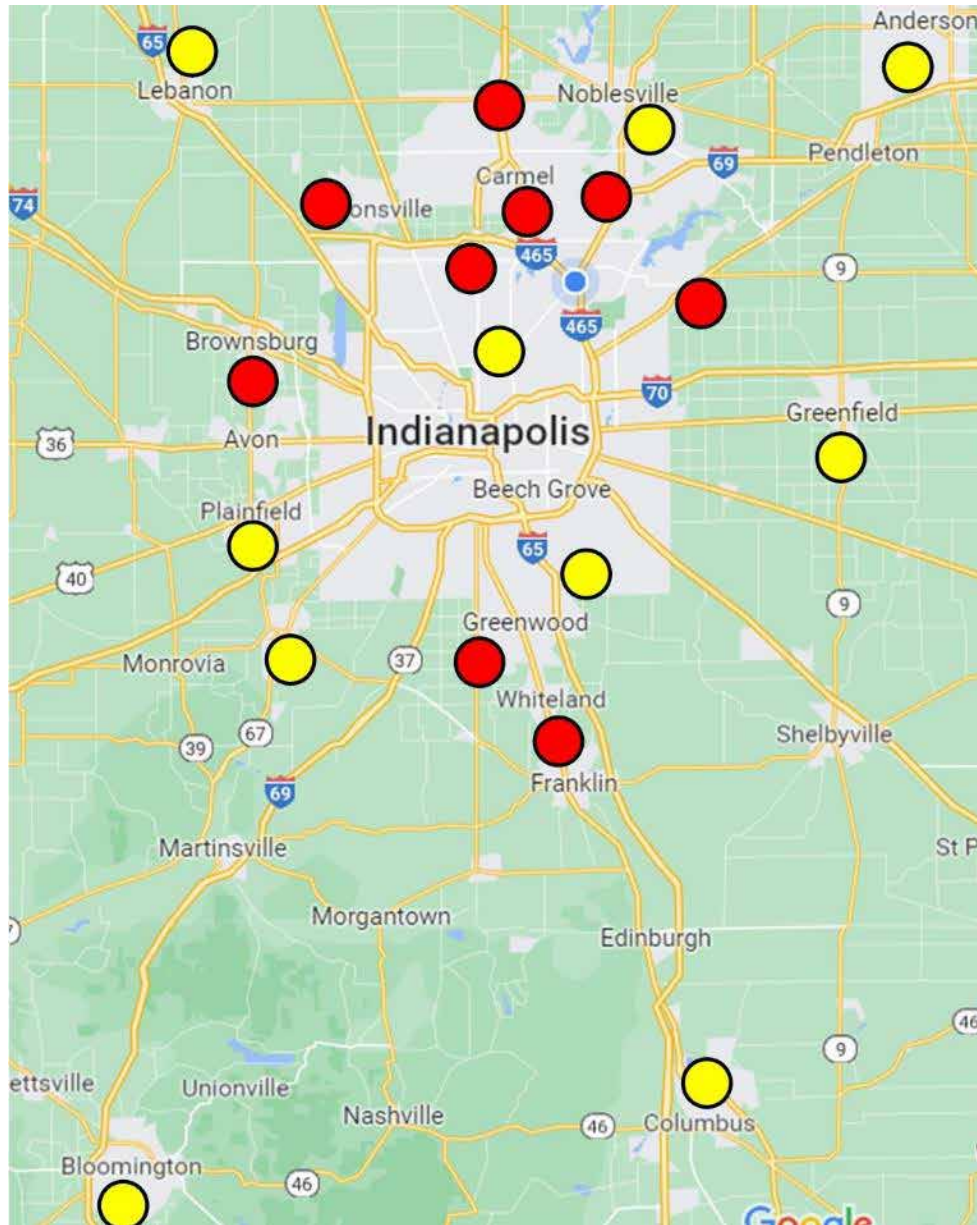 Anderson
65
Lebanon
Noblesville
69
Pendleton
Carmel
74
onsville
465
9
465
Brownsburg
70
Greenfield
36
Avon
Indianapolis
Beech Grove
Plainfield
65
40
9
Greenwood
Monrovia
37
Whiteland
67
39
Shelbyville
Franklin
69
Martinsville
St P
Morgantown
7
Edinburgh
46
9
ettsville
Unionville
Nashville
46
Columbus
Bloomington
46
Google